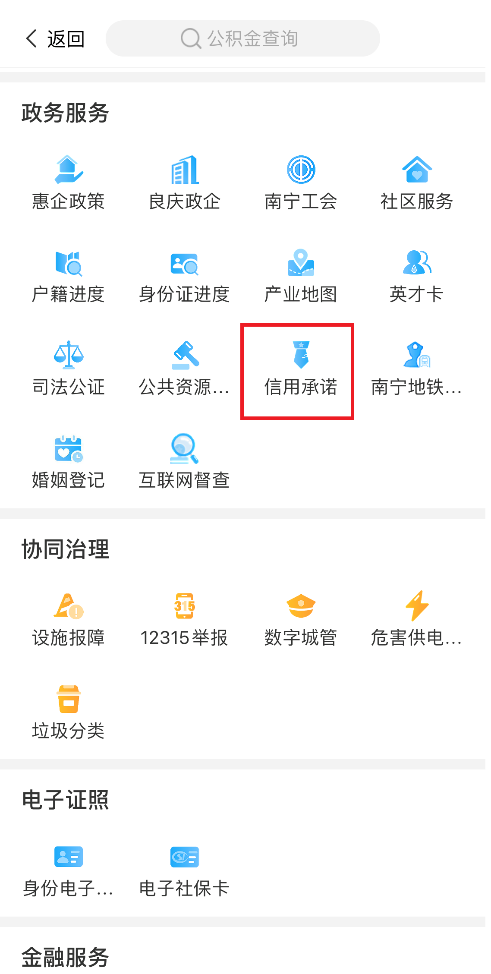 返回
公积金查询
政务服务
惠企政策 良庆政企 南宁工会 社区服务
户籍进度 身份证进度 产业地图 英才卡
司法公证 公共资源... 信用承诺 南宁地铁...
婚姻登记 互联网督查
协同治理
315
设施报障 12315举报 数字城管 危害供电...
垃圾分类
电子证照
身份电子... 电子社保卡
金融服务